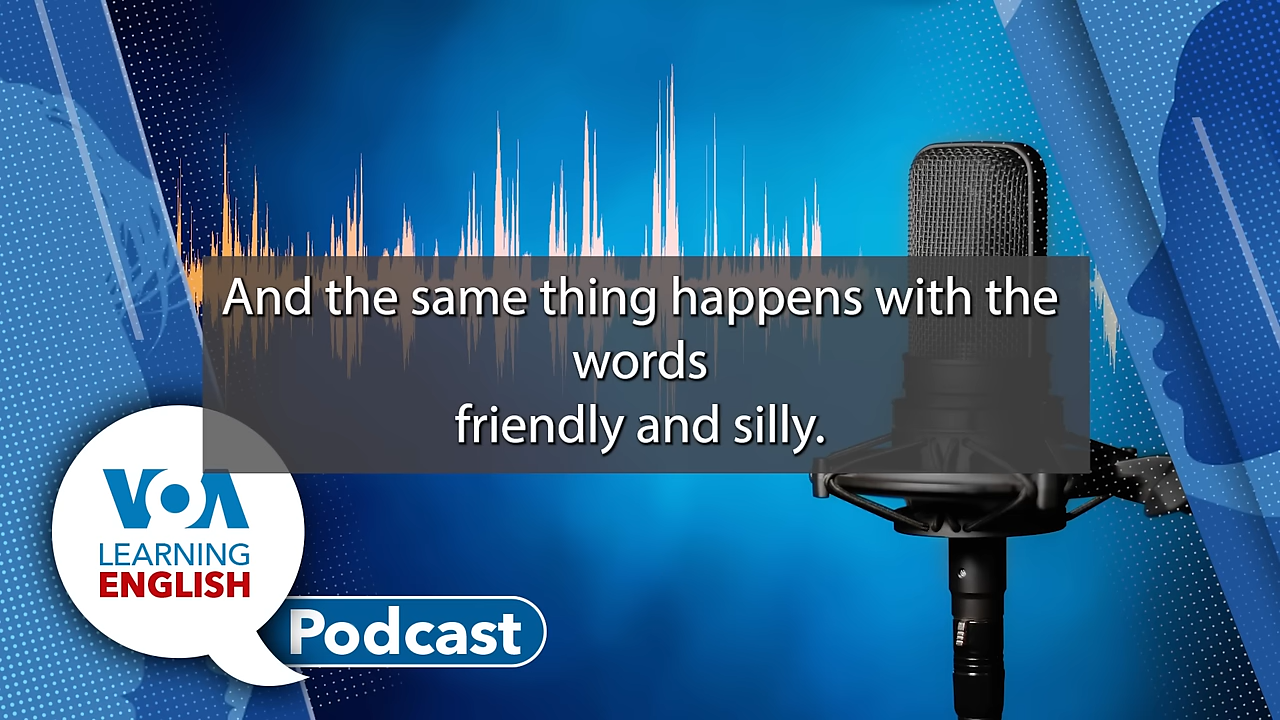 And the same thing happens with the
words
friendly and silly.
VOA
LEARNING
ENGLISH
Podcast